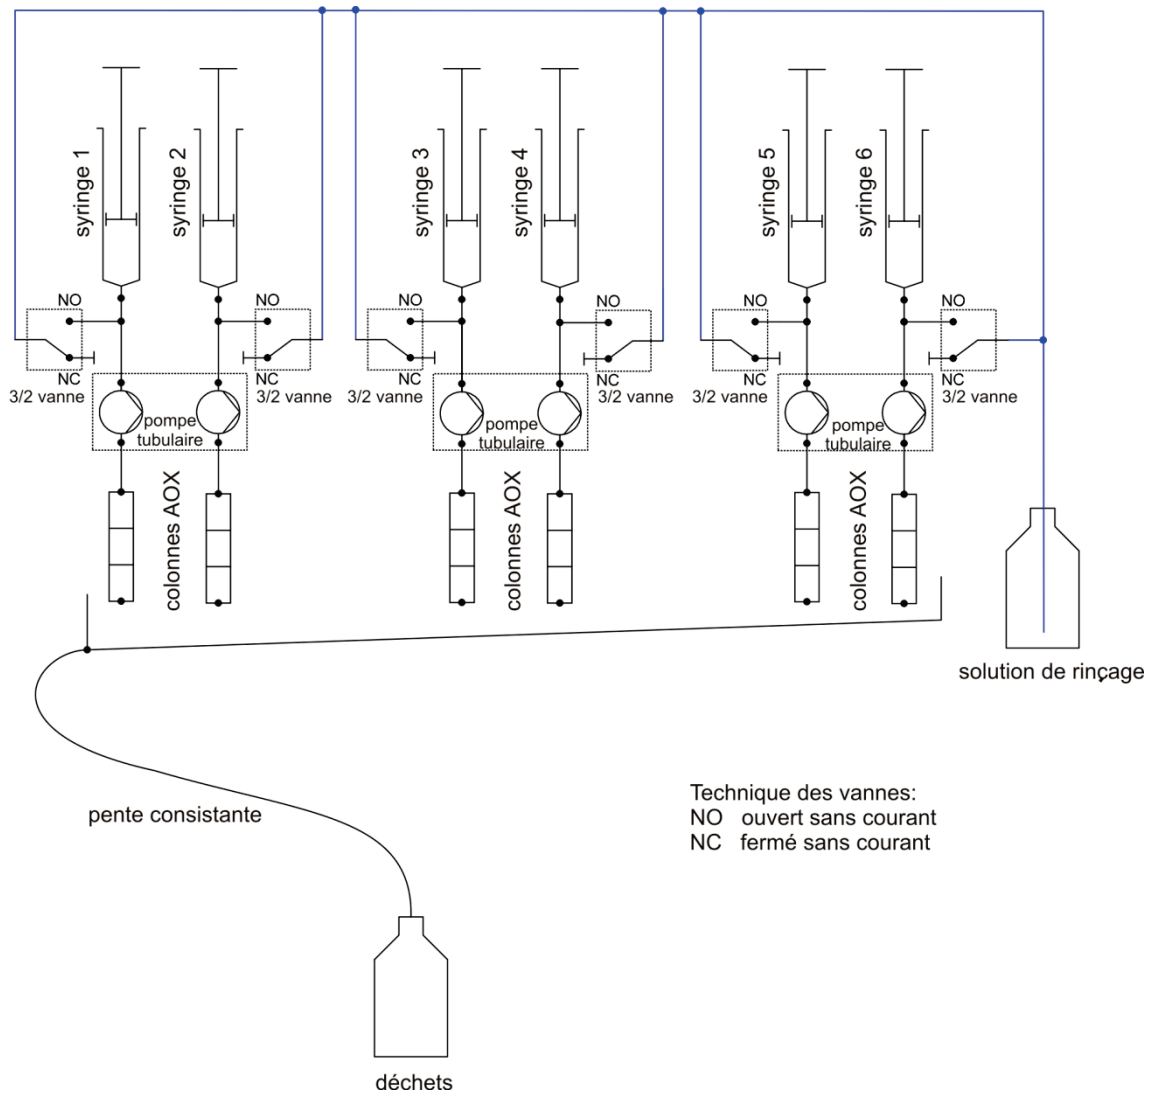 syringe 1
syringe 2
syringe 3
syringe 4
syringe 5
syringe 6
NO
NO
NO
NO
NO
NO
NC
NC
NC
NC
NC
NC
3/2 vanne
3/2 vanne
3/2 vanne
3/2 vanne
3/2 vanne
3/2 vanne
pompe
tubulaire
pompe
tubulaire
pompe
tubulaire
colonnes AOX
colonnes AOX
colonnes AOX
solution de rinçage
pente consistante
Technique des vannes:
NO ouvert sans courant
NC fermé sans courant
déchets